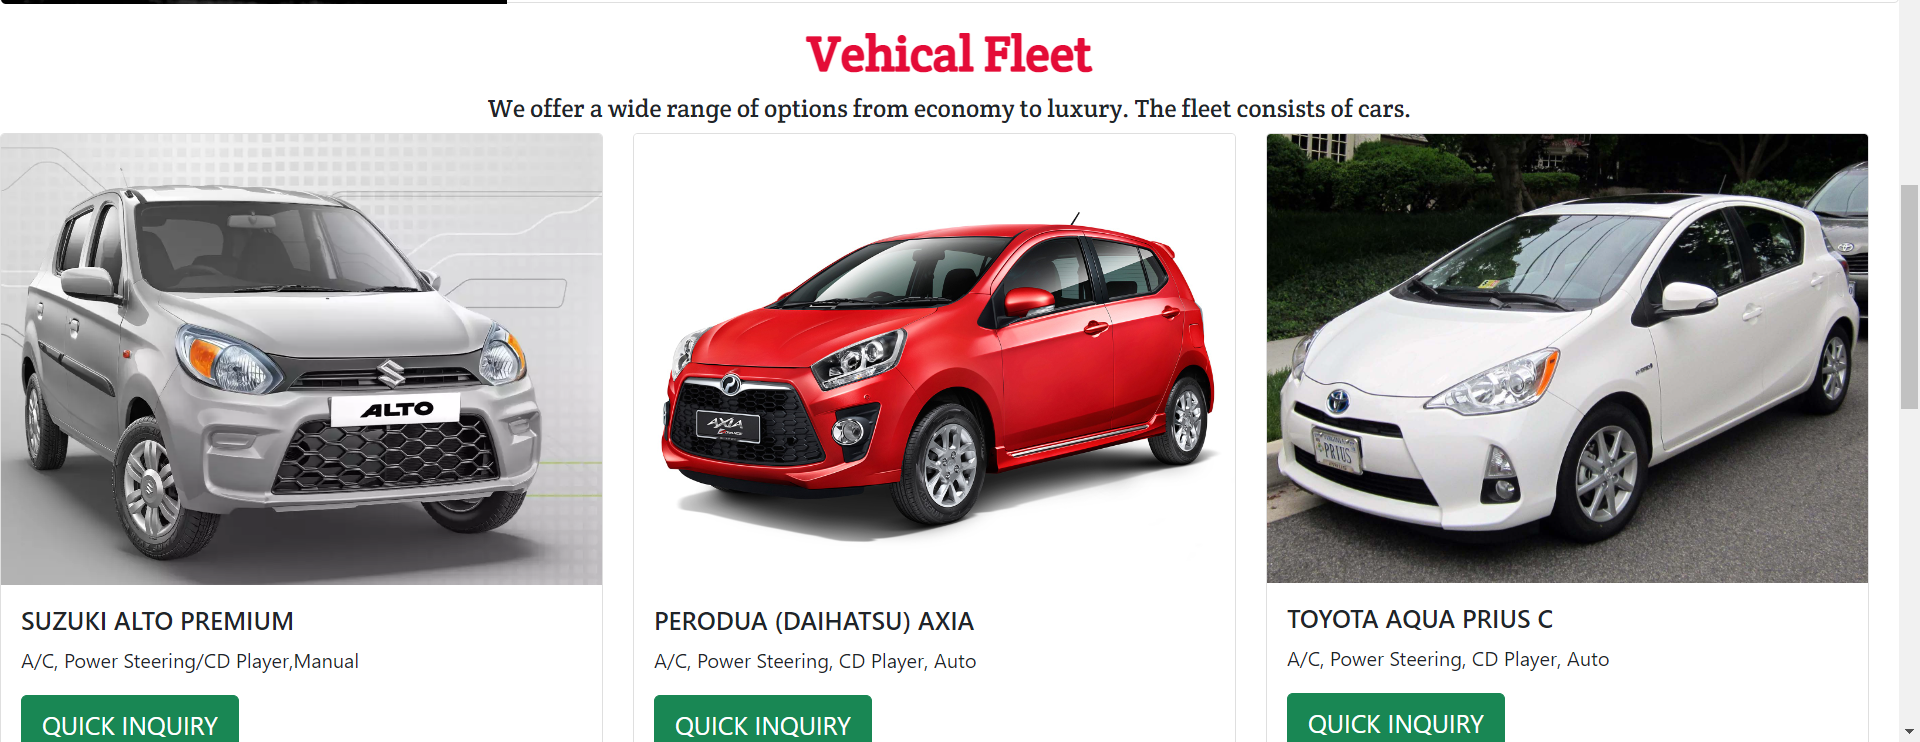 Vehical Fleet
We offer a wide range of options from economy to luxury. The fleet consists of cars.
ALTO
AXIA
PRIUS
SUZUKI ALTO PREMIUM
A/C, Power Steering/CD Player,Manual
QUICK INQUIRY
PERODUA (DAIHATSU) AXIA
A/C, Power Steering, CD Player, Auto
QUICK INQUIRY
TOYOTA AQUA PRIUS C
A/C, Power Steering, CD Player, Auto
QUICK INQUIRY